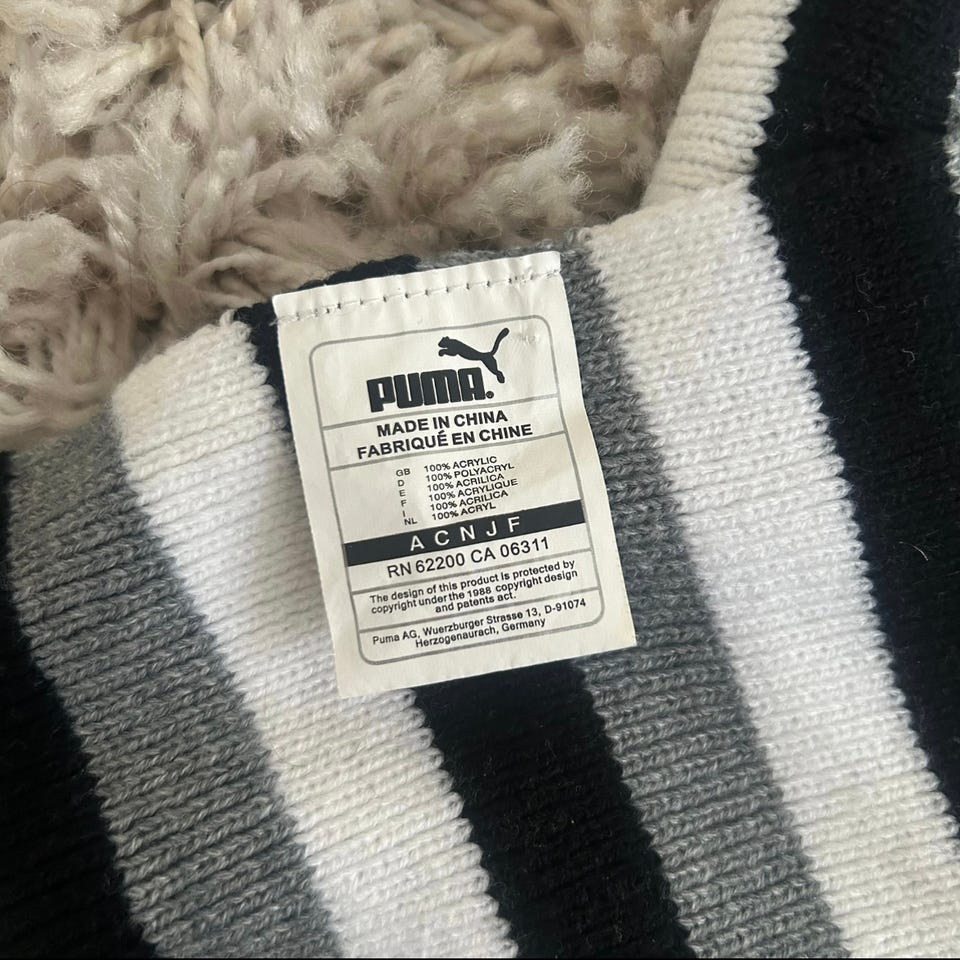 PUMA®
MADE IN CHINA
FABRIQUÉ EN CHINE
GB 100% ACRYLIC
D 100% POLYACRYL
E 100% ACRILICA
F 100% ACRYLIQUE
I 100% ACRILICA
NL 100% ACRYL
A C N J F
RN 62200 CA 06311
The design of this product is protected by
copyright under the 1988 copyright design
and patents act.
Puma AG, Wuerzburger Strasse 13, D-91074
Herzogenaurach, Germany